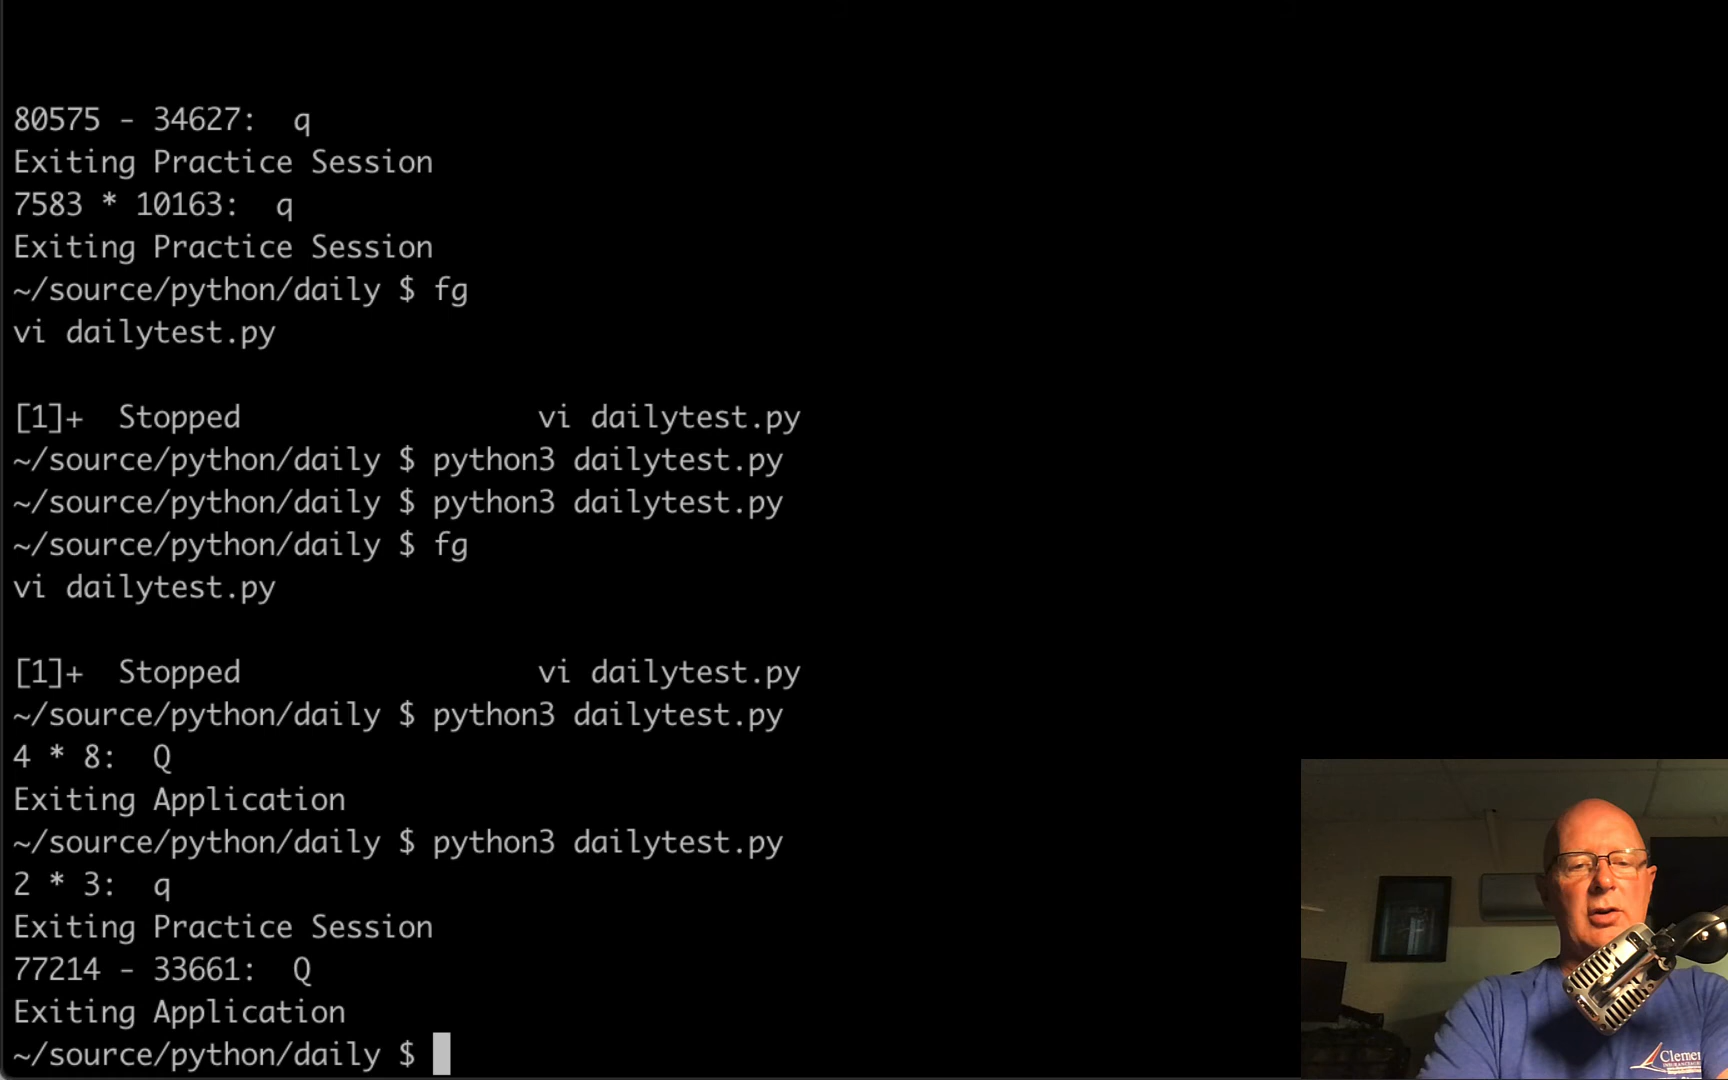 80575 - 34627:  q
Exiting Practice Session
7583 * 10163:  q
Exiting Practice Session
~/source/python/daily $ fg
vi dailytest.py
[1]+  Stopped                 vi dailytest.py
~/source/python/daily $ python3 dailytest.py
~/source/python/daily $ python3 dailytest.py
~/source/python/daily $ fg
vi dailytest.py
[1]+  Stopped                 vi dailytest.py
~/source/python/daily $ python3 dailytest.py
4 * 8:  Q
Exiting Application
~/source/python/daily $ python3 dailytest.py
2 * 3:  q
Exiting Practice Session
77214 - 33661:  Q
Exiting Application
~/source/python/daily $